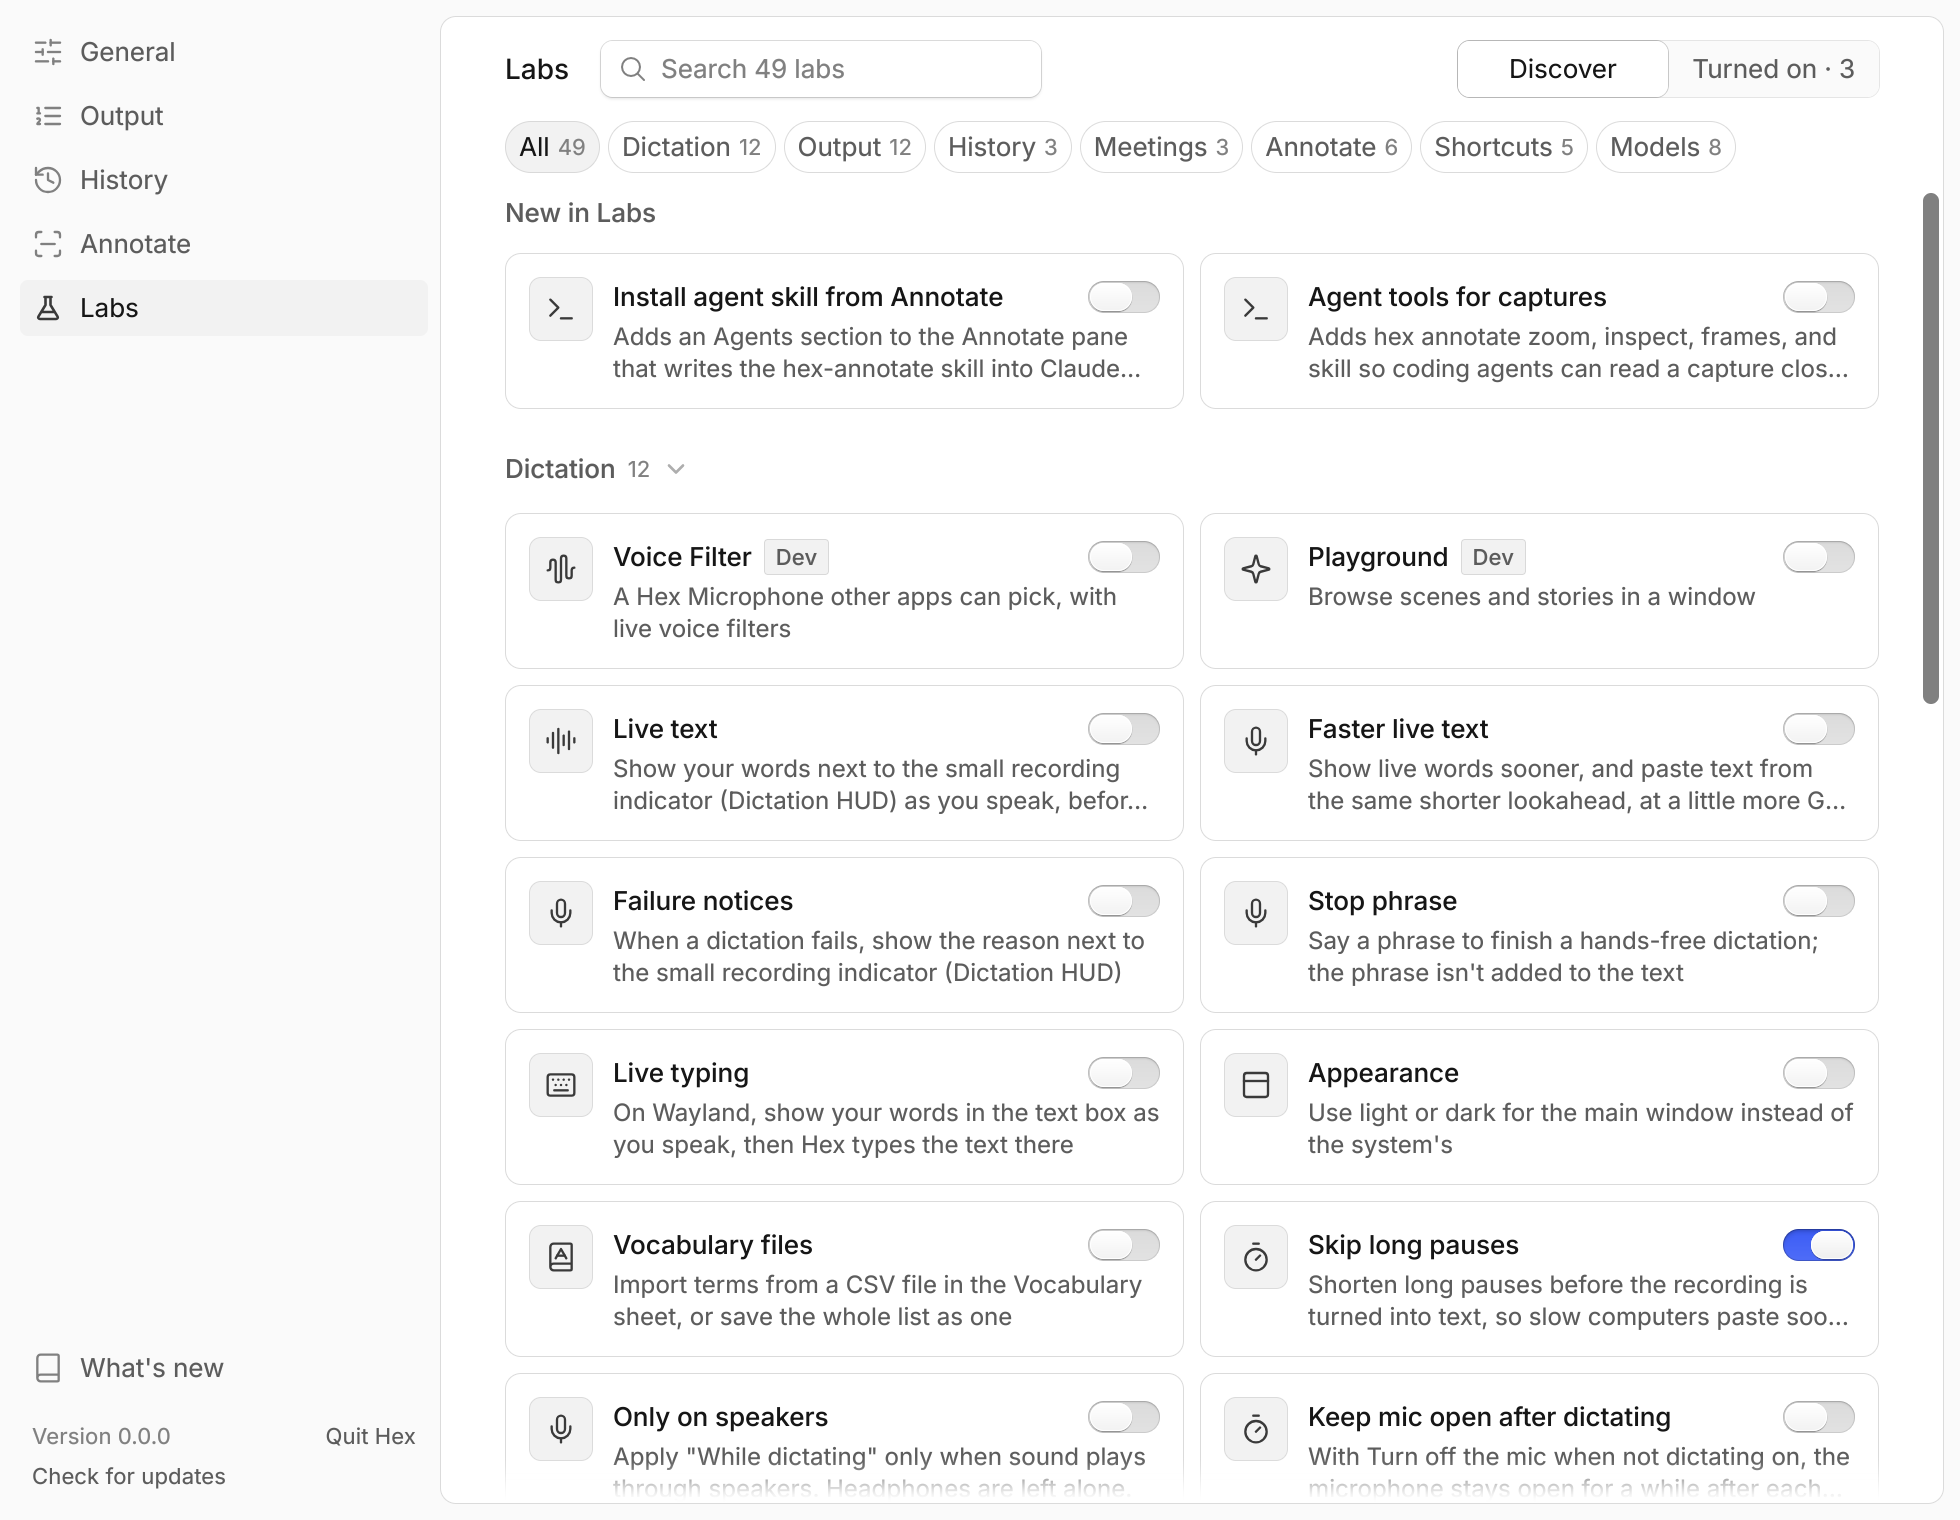 General
Output
History
Annotate
Labs
What's new
Version 0.0.0
Quit Hex
Check for updates
Labs
Search 49 labs
Discover
Turned on · 3
All 49
Dictation 12
Output 12
History 3
Meetings 3
Annotate 6
Shortcuts 5
Models 8
New in Labs
Install agent skill from Annotate
Adds an Agents section to the Annotate pane
that writes the hex-annotate skill into Claude...
Agent tools for captures
Adds hex annotate zoom, inspect, frames, and
skill so coding agents can read a capture clos...
Dictation 12
Voice Filter Dev
A Hex Microphone other apps can pick, with
live voice filters
Playground Dev
Browse scenes and stories in a window
Live text
Show your words next to the small recording
indicator (Dictation HUD) as you speak, befor...
Faster live text
Show live words sooner, and paste text from
the same shorter lookahead, at a little more G...
Failure notices
When a dictation fails, show the reason next to
the small recording indicator (Dictation HUD)
Stop phrase
Say a phrase to finish a hands-free dictation;
the phrase isn't added to the text
Live typing
On Wayland, show your words in the text box as
you speak, then Hex types the text there
Appearance
Use light or dark for the main window instead of
the system's
Vocabulary files
Import terms from a CSV file in the Vocabulary
sheet, or save the whole list as one
Skip long pauses
Shorten long pauses before the recording is
turned into text, so slow computers paste soo...
Only on speakers
Apply "While dictating" only when sound plays
through speakers. Headphones are left alone.
Keep mic open after dictating
With Turn off the mic when not dictating on, the
microphone stays open for a while after each...